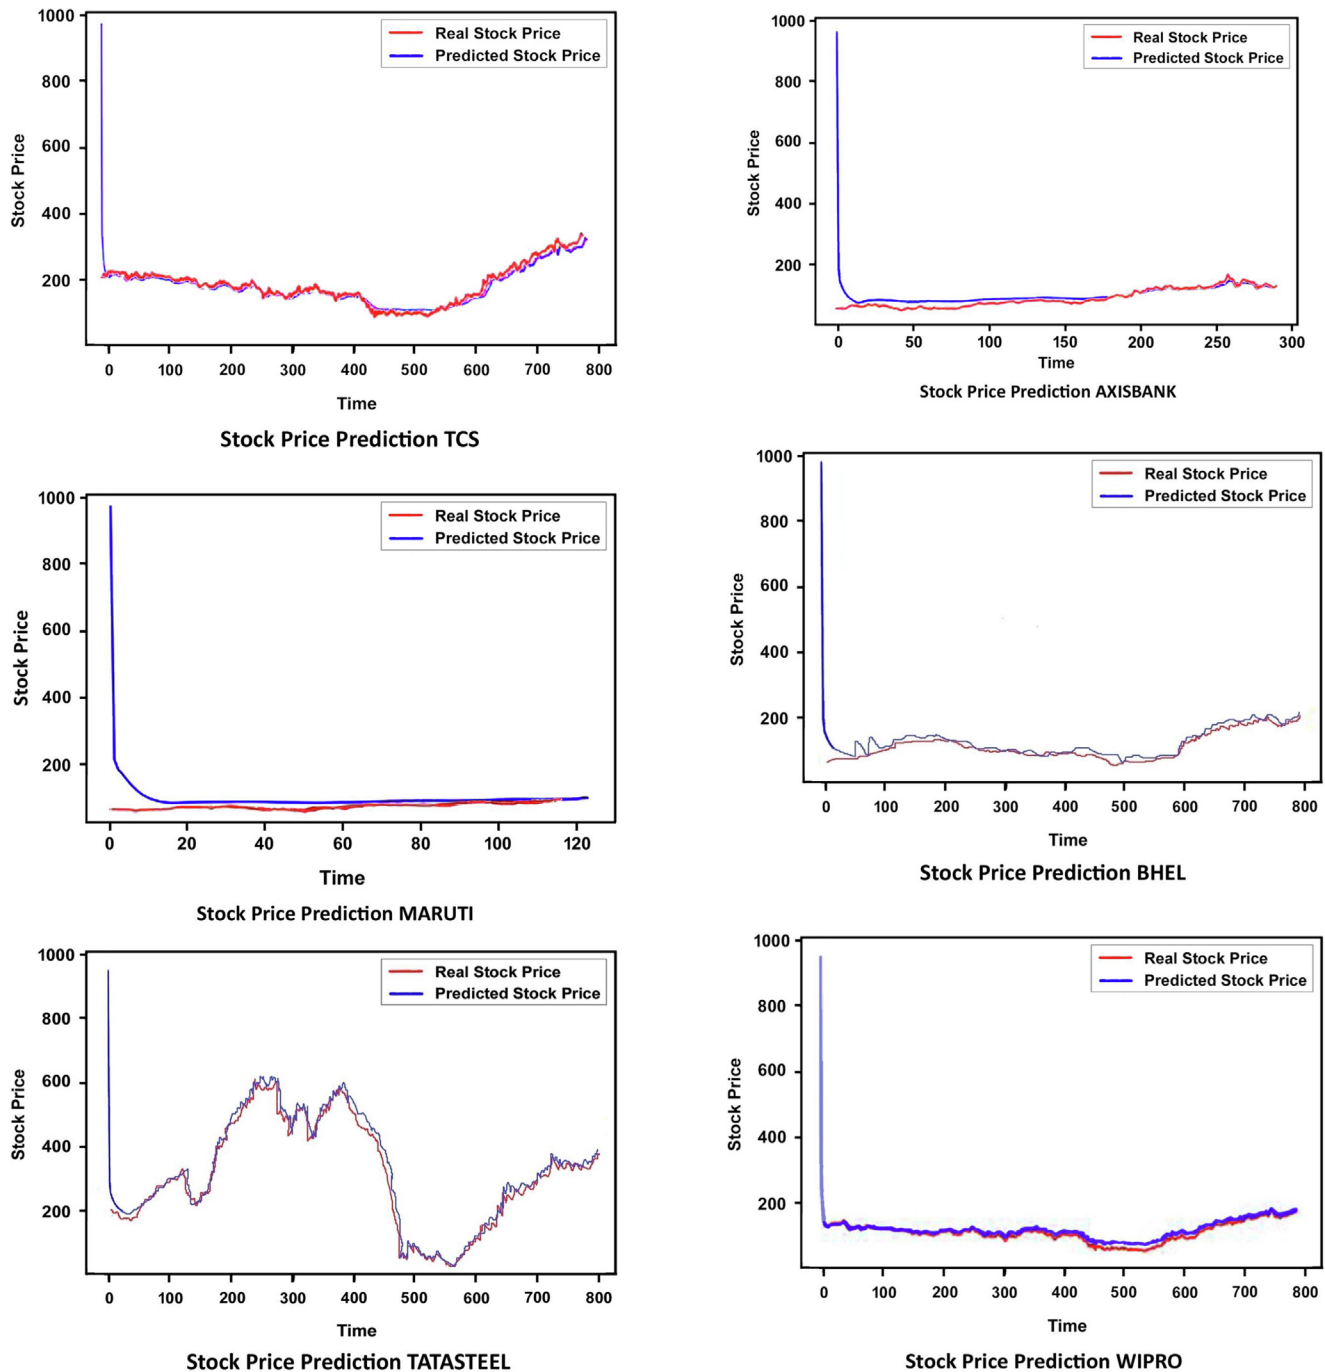 1000
800
600
400
200
Stock Price
Real Stock Price
Predicted Stock Price
0 100 200 300 400 500 600 700 800
Time
Stock Price Prediction TCS
1000
800
600
400
200
Stock Price
Real Stock Price
Predicted Stock Price
0 50 100 150 200 250 300
Time
Stock Price Prediction AXISBANK
1000
800
600
400
200
Stock Price
Real Stock Price
Predicted Stock Price
0 20 40 60 80 100 120
Time
Stock Price Prediction MARUTI
1000
800
600
400
200
Stock Price
Real Stock Price
Predicted Stock Price
0 100 200 300 400 500 600 700 800
Time
Stock Price Prediction BHEL
1000
800
600
400
200
Stock Price
Real Stock Price
Predicted Stock Price
0 100 200 300 400 500 600 700 800
Time
Stock Price Prediction TATASTEEL
1000
800
600
400
200
Stock Price
Real Stock Price
Predicted Stock Price
0 100 200 300 400 500 600 700 800
Time
Stock Price Prediction WIPRO